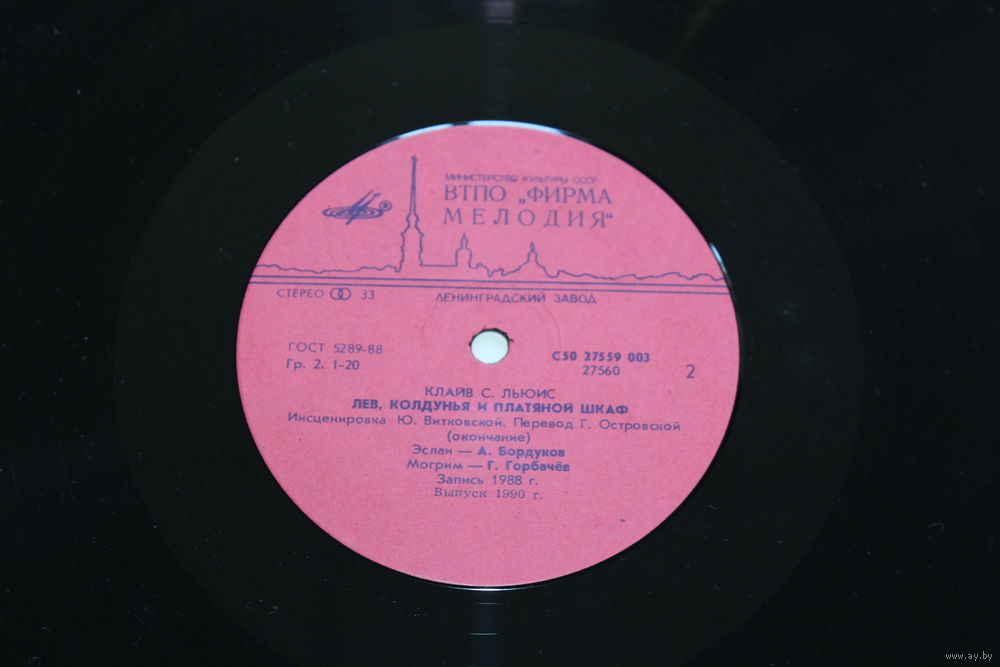 МИНИСТЕРСТВО КУЛЬТУРЫ СССР
ВТПО „ФИРМА
МЕЛОДИЯ“
СТЕРЕО 33
ЛЕНИНГРАДСКИЙ ЗАВОД
ГОСТ 5289-88
Гр. 2. 1-20
С50 27559 003
27560
2
КЛАЙВ С. ЛЬЮИС
ЛЕВ, КОЛДУНЬЯ И ПЛАТЯНОЙ ШКАФ
Инсценировка Ю. Витковской. Перевод Г. Островской
(окончание)
Эслан — А. Бордуков
Могрим — Г. Горбачёв
Запись 1988 г.
Выпуск 1990 г.
www.ay.by